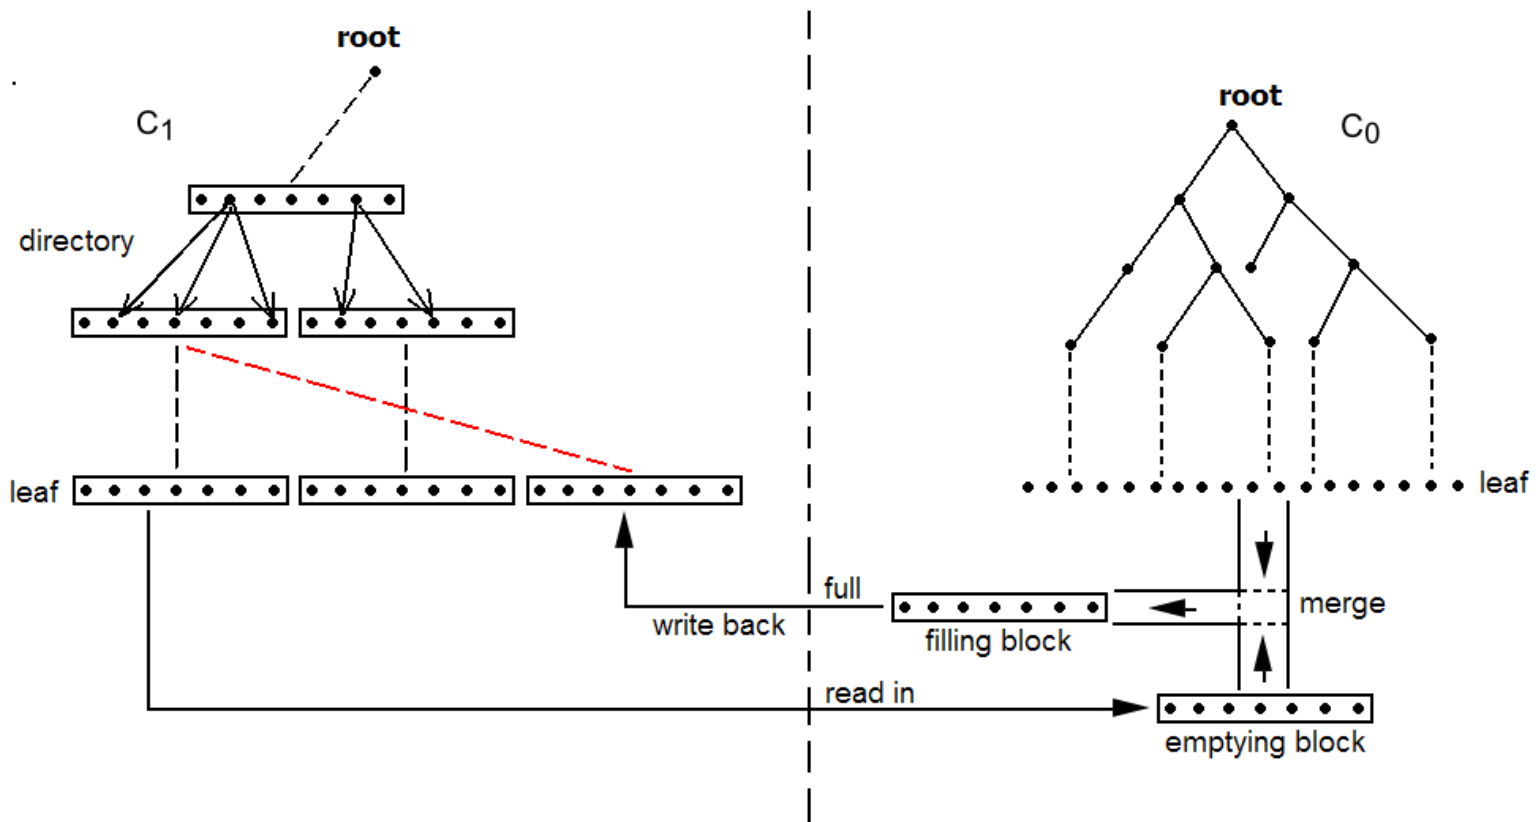 root
C1
directory
leaf
root
C0
leaf
full
write back
filling block
merge
read in
emptying block